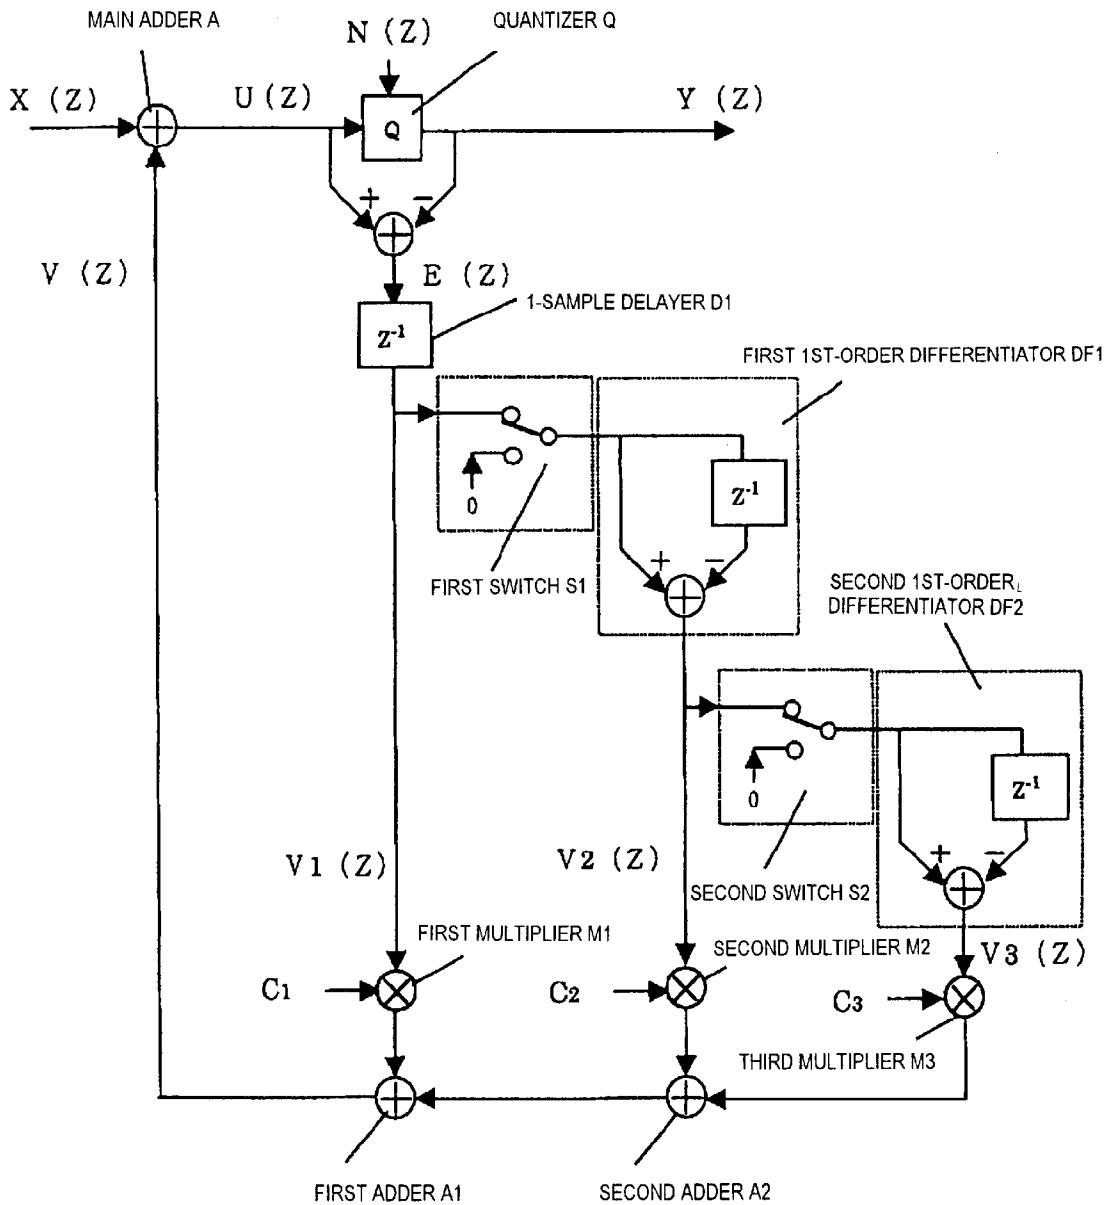 MAIN ADDER A
N (Z)
QUANTIZER Q
X (Z)
U (Z)
Q
Y (Z)
+
−
V (Z)
E (Z)
1-SAMPLE DELAYER D1
Z-1
FIRST 1ST-ORDER DIFFERENTIATOR DF1
0
Z-1
+
−
FIRST SWITCH S1
SECOND 1ST-ORDER
DIFFERENTIATOR DF2
0
Z-1
+
−
V1 (Z)
V2 (Z)
SECOND SWITCH S2
FIRST MULTIPLIER M1
SECOND MULTIPLIER M2
V3 (Z)
C1
C2
C3
THIRD MULTIPLIER M3
FIRST ADDER A1
SECOND ADDER A2